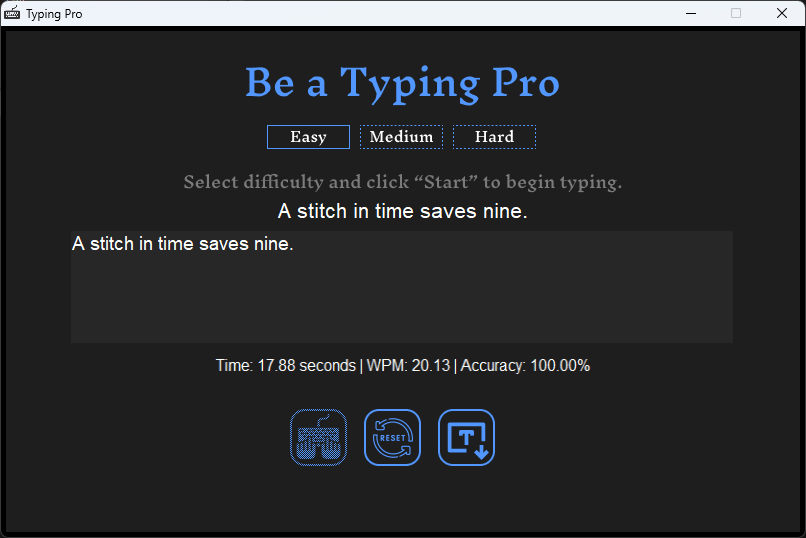 Typing Pro
Be a Typing Pro
Easy Medium Hard
Select difficulty and click “Start” to begin typing.
A stitch in time saves nine.
A stitch in time saves nine.
Time: 17.88 seconds | WPM: 20.13 | Accuracy: 100.00%
RESET T